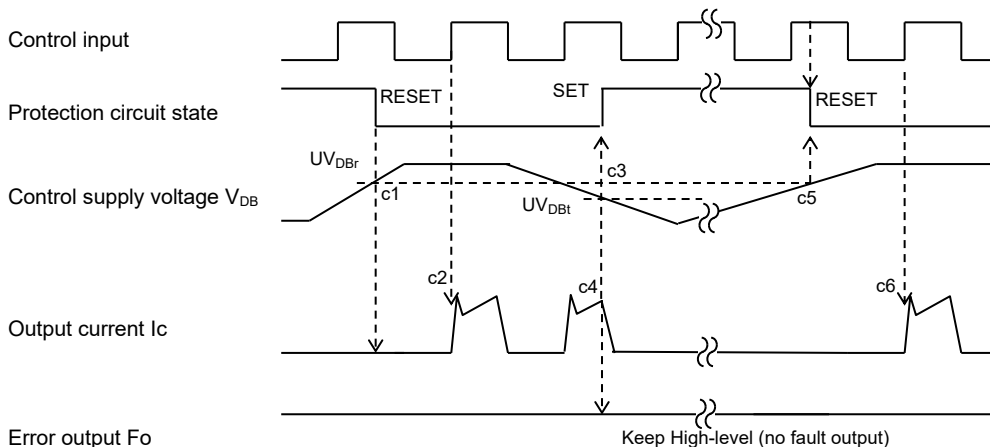 Control input
RESET
SET
RESET
Protection circuit state
UVDBr
c1
c3
c5
Control supply voltage VDB
UVDBt
c2
c4
c6
Output current Ic
Error output Fo
Keep High-level (no fault output)